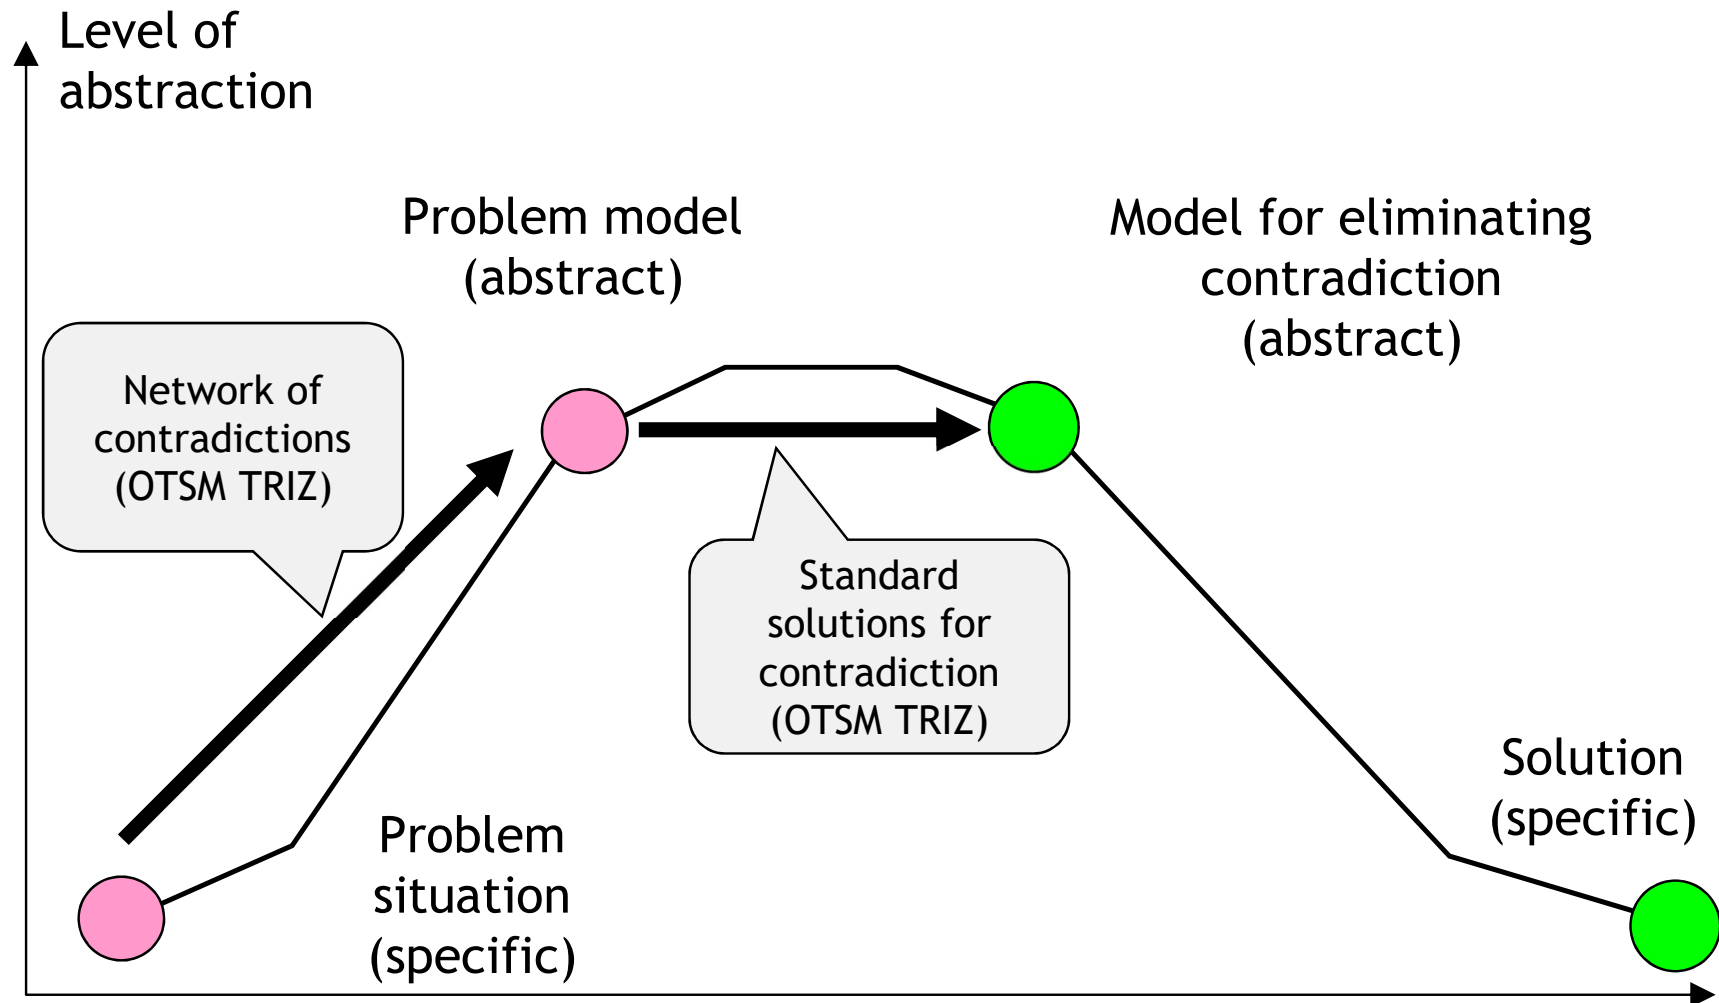 Level of
abstraction
Problem model
(abstract)
Model for eliminating
contradiction
(abstract)
Network of
contradictions
(OTSM TRIZ)
Standard
solutions for
contradiction
(OTSM TRIZ)
Problem
situation
(specific)
Solution
(specific)